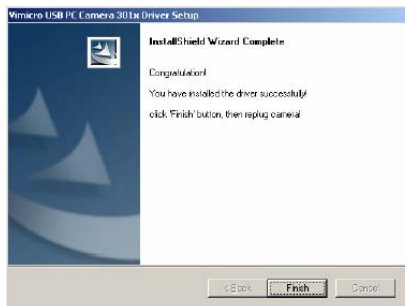 Vimicro USB PC Camera 301x Driver Setup
InstallShield Wizard Complete
Congratulation!
You have installed the driver successfully!
click 'Finish' button, then replug camera!
< Back
Finish
Cancel